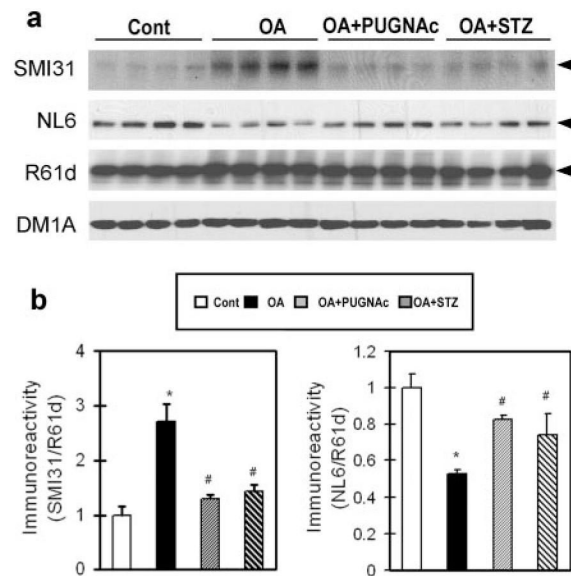 a
Cont OA OA+PUGNAc OA+STZ
SMI31
NL6
R61d
DM1A
b
Cont OA OA+PUGNAc OA+STZ
Immunoreactivity
(SMI31/R61d)
4
3
2
1
0
*
#
#
Immunoreactivity
(NL6/R61d)
1.2
1
0.8
0.6
0.4
0.2
0
*
#
#